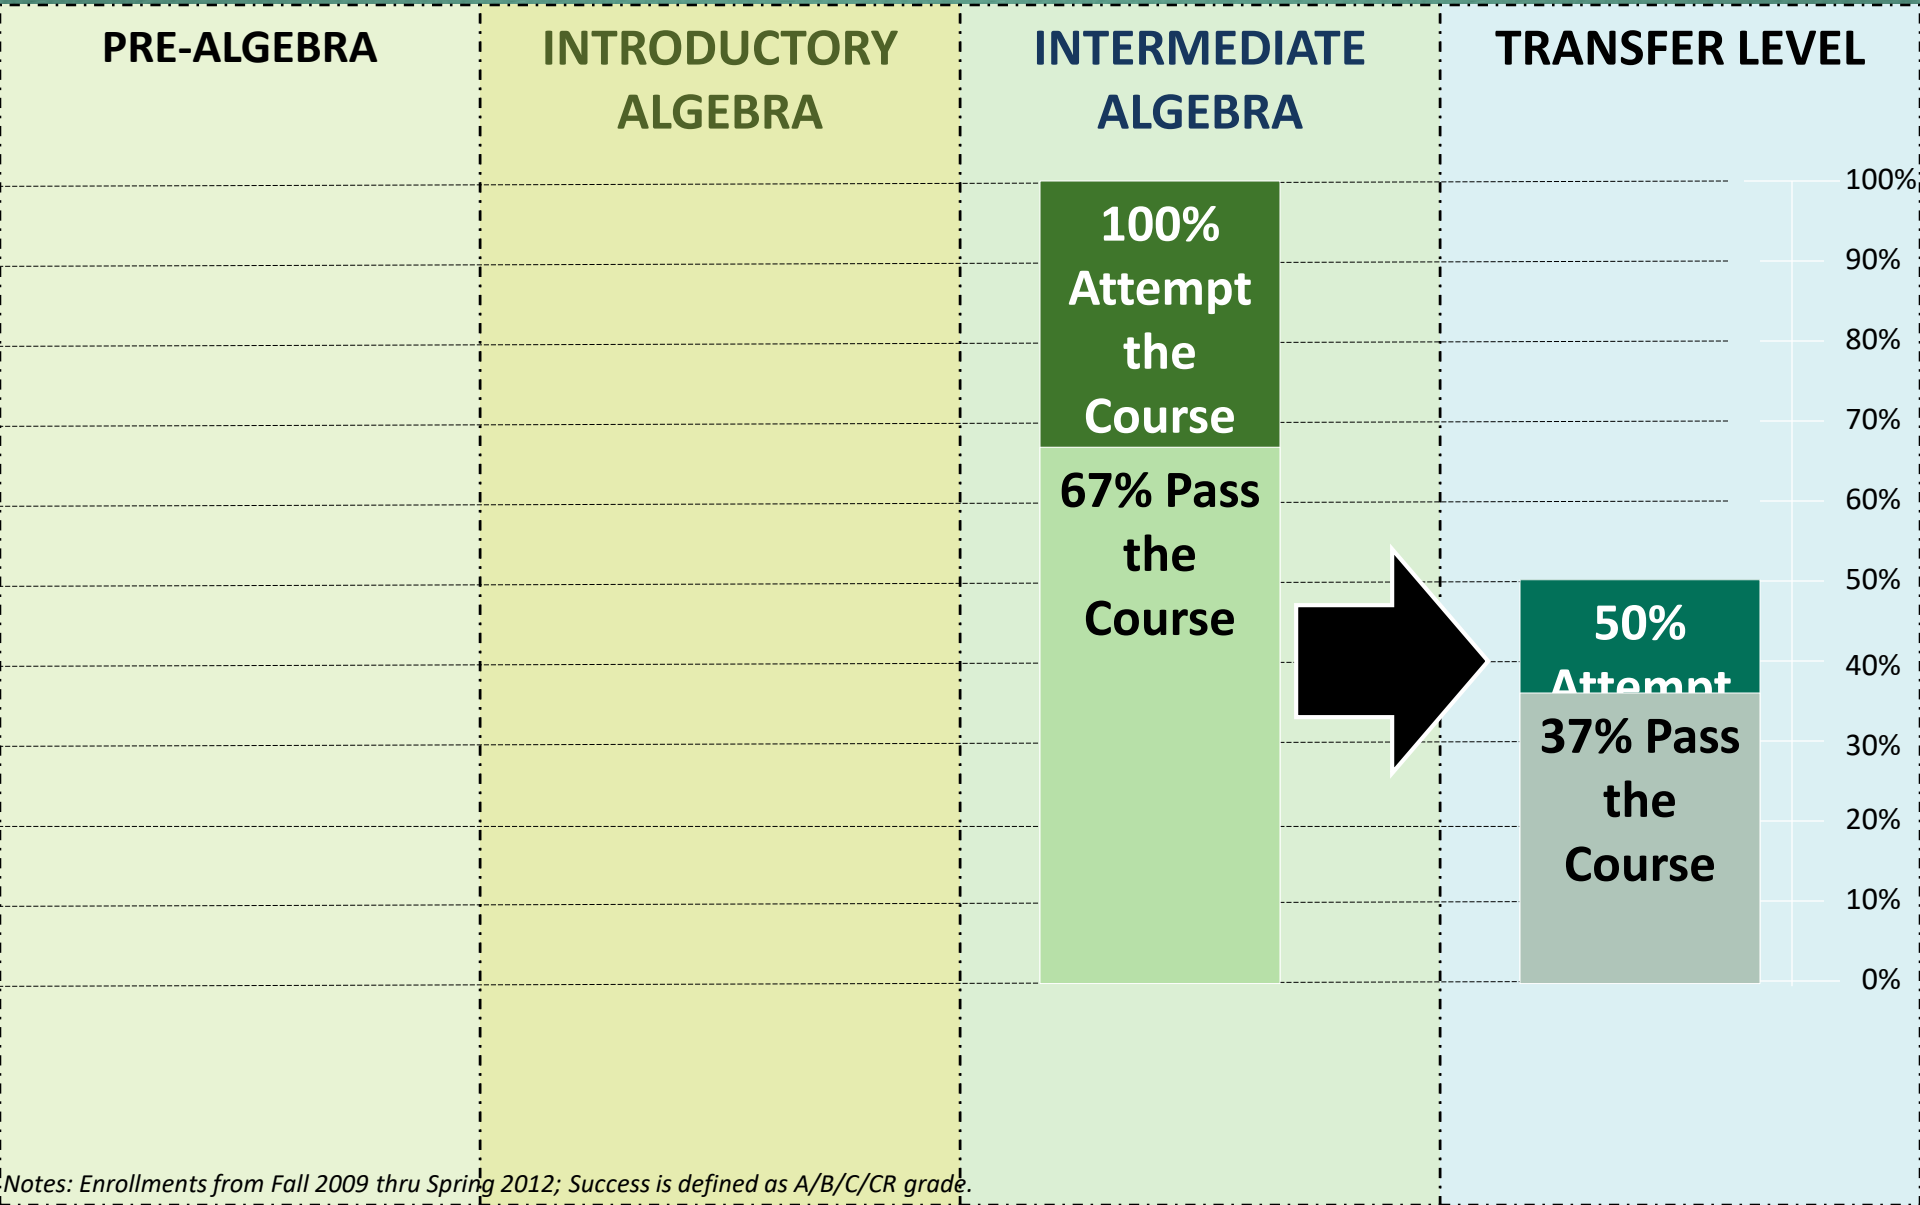 PRE-ALGEBRA
INTRODUCTORY
ALGEBRA
INTERMEDIATE
ALGEBRA
TRANSFER LEVEL
100%
Attempt
the
Course
67% Pass
the
Course
50%
Attempt
37% Pass
the
Course
100%
90%
80%
70%
60%
50%
40%
30%
20%
10%
0%
Notes: Enrollments from Fall 2009 thru Spring 2012; Success is defined as A/B/C/CR grade.